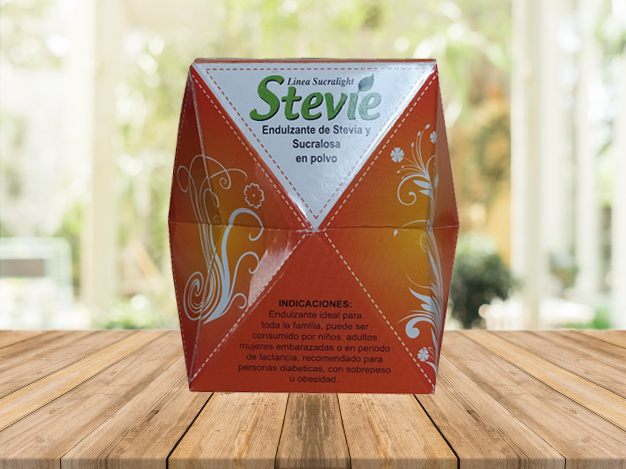 Linea Sucralight
Stevie
Endulzante de Stevia y
Sucralosa
en polvo
INDICACIONES:
Endulzante ideal para
toda la familia, puede ser
consumido por niños, adultos
mujeres embarazadas o en periodo
de lactancia, recomendado para
personas diabeticas, con sobrepeso
u obesidad.